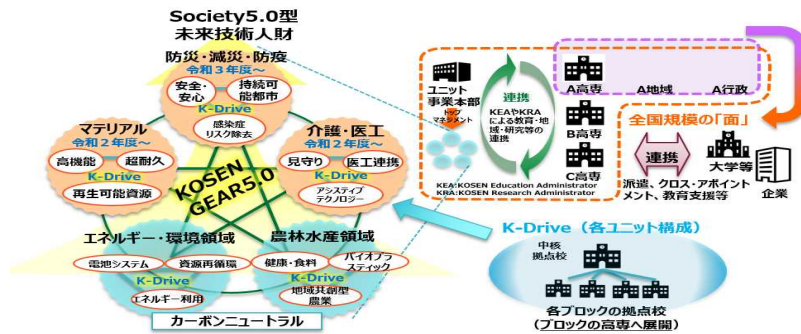 Society5.0型
未来技術人財
防災・減災・防疫
令和３年度～
安全・
安心
持続可
能都市
K-Drive
感染症
リスク除去
マテリアル
令和２年度～
高機能
超耐久
K-Drive
再生可能資源
介護・医工
令和２年度～
見守り
医工連携
K-Drive
アシスティブ
テクノロジー
KOSEN
GEAR5.0
エネルギー・環境領域
電池システム
資源再循環
K-Drive
エネルギー利用
農林水産領域
健康・食料
バイオプラ
スティック
K-Drive
地域共創型
農業
カーボンニュートラル
ユニット
事業本部
トップ
マネジメント
連携
KEAやKRA
による教育・地
域・研究等の
連携
A高専
A地域
A行政
B高専
C高専
KEA:KOSEN Education Administrator
KRA:KOSEN Research Administrator
全国規模の「面」
連携
大学等
企業
派遣、クロス・アポイント
メント、教育支援等
K-Drive（各ユニット構成）
中核
拠点校
各ブロックの拠点校
(ブロックの高専へ展開)